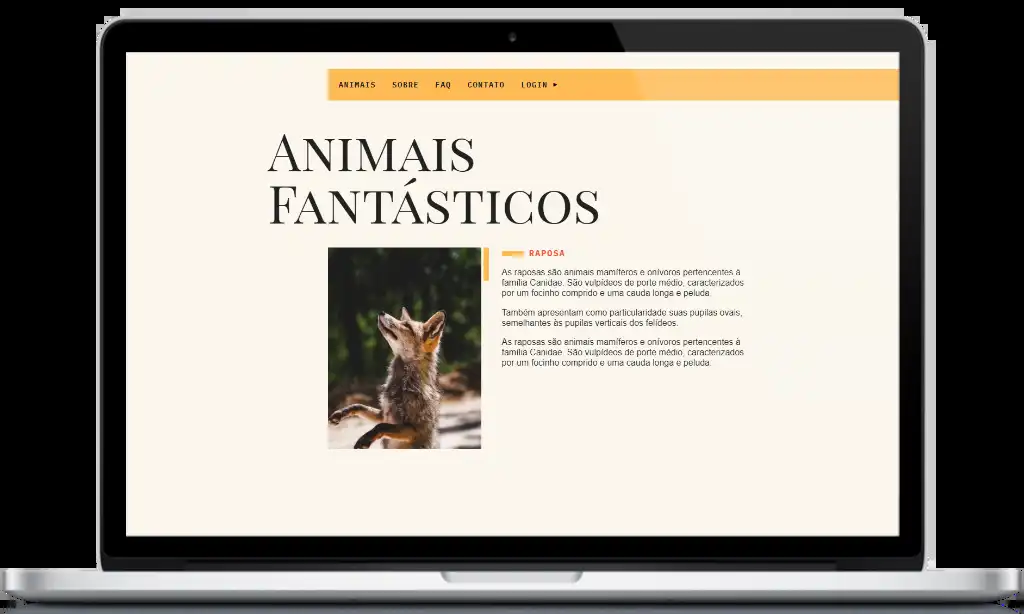 ANIMAIS SOBRE FAQ CONTATO LOGIN ▸
ANIMAIS
FANTÁSTICOS
RAPOSA
As raposas são animais mamíferos e onívoros pertencentes à
família Canidae. São vulpídeos de porte médio, caracterizados
por um focinho comprido e uma cauda longa e peluda.
Também apresentam como particularidade suas pupilas ovais,
semelhantes às pupilas verticais dos felídeos.
As raposas são animais mamíferos e onívoros pertencentes à
família Canidae. São vulpídeos de porte médio, caracterizados
por um focinho comprido e uma cauda longa e peluda.